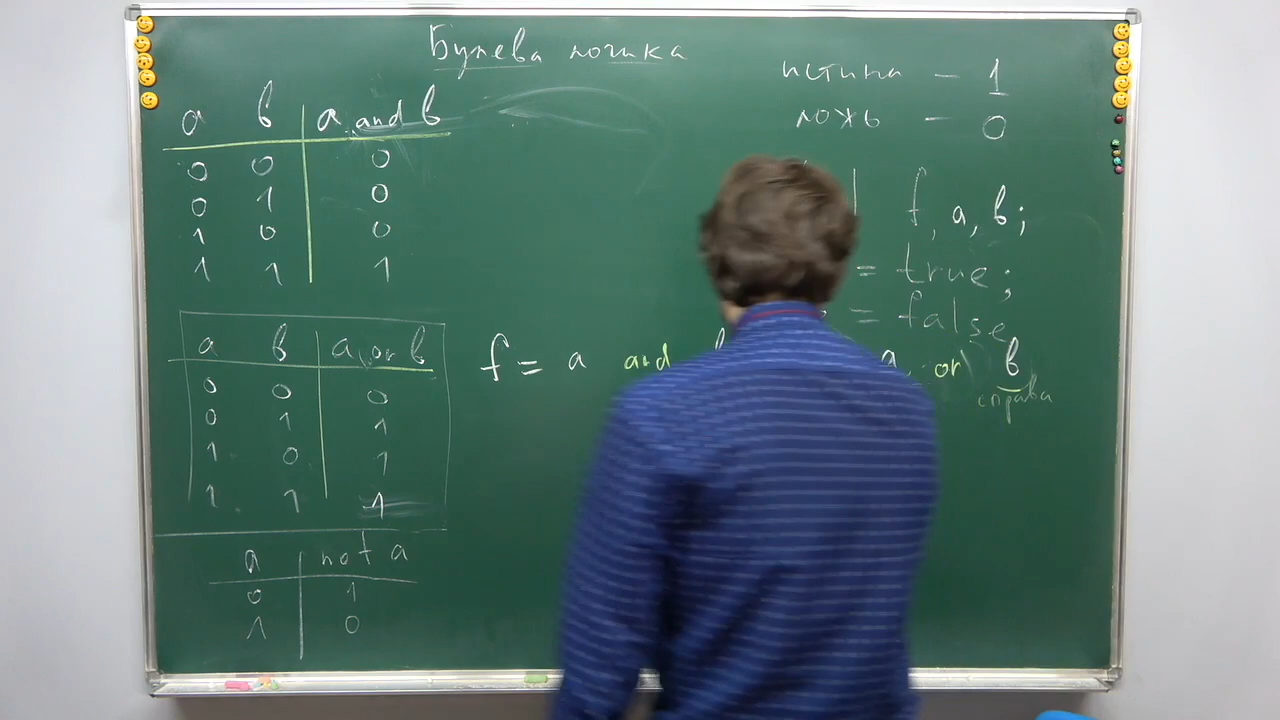 Булева логика
истина — 1
ложь — 0
a b a and b
0 0 0
0 1 0
1 0 0
1 1 1
f, a, b;
= true;
= false
a b a or b
0 0 0
0 1 1
1 0 1
1 1 1
f = a and
a or b
справа
a not a
0 1
1 0